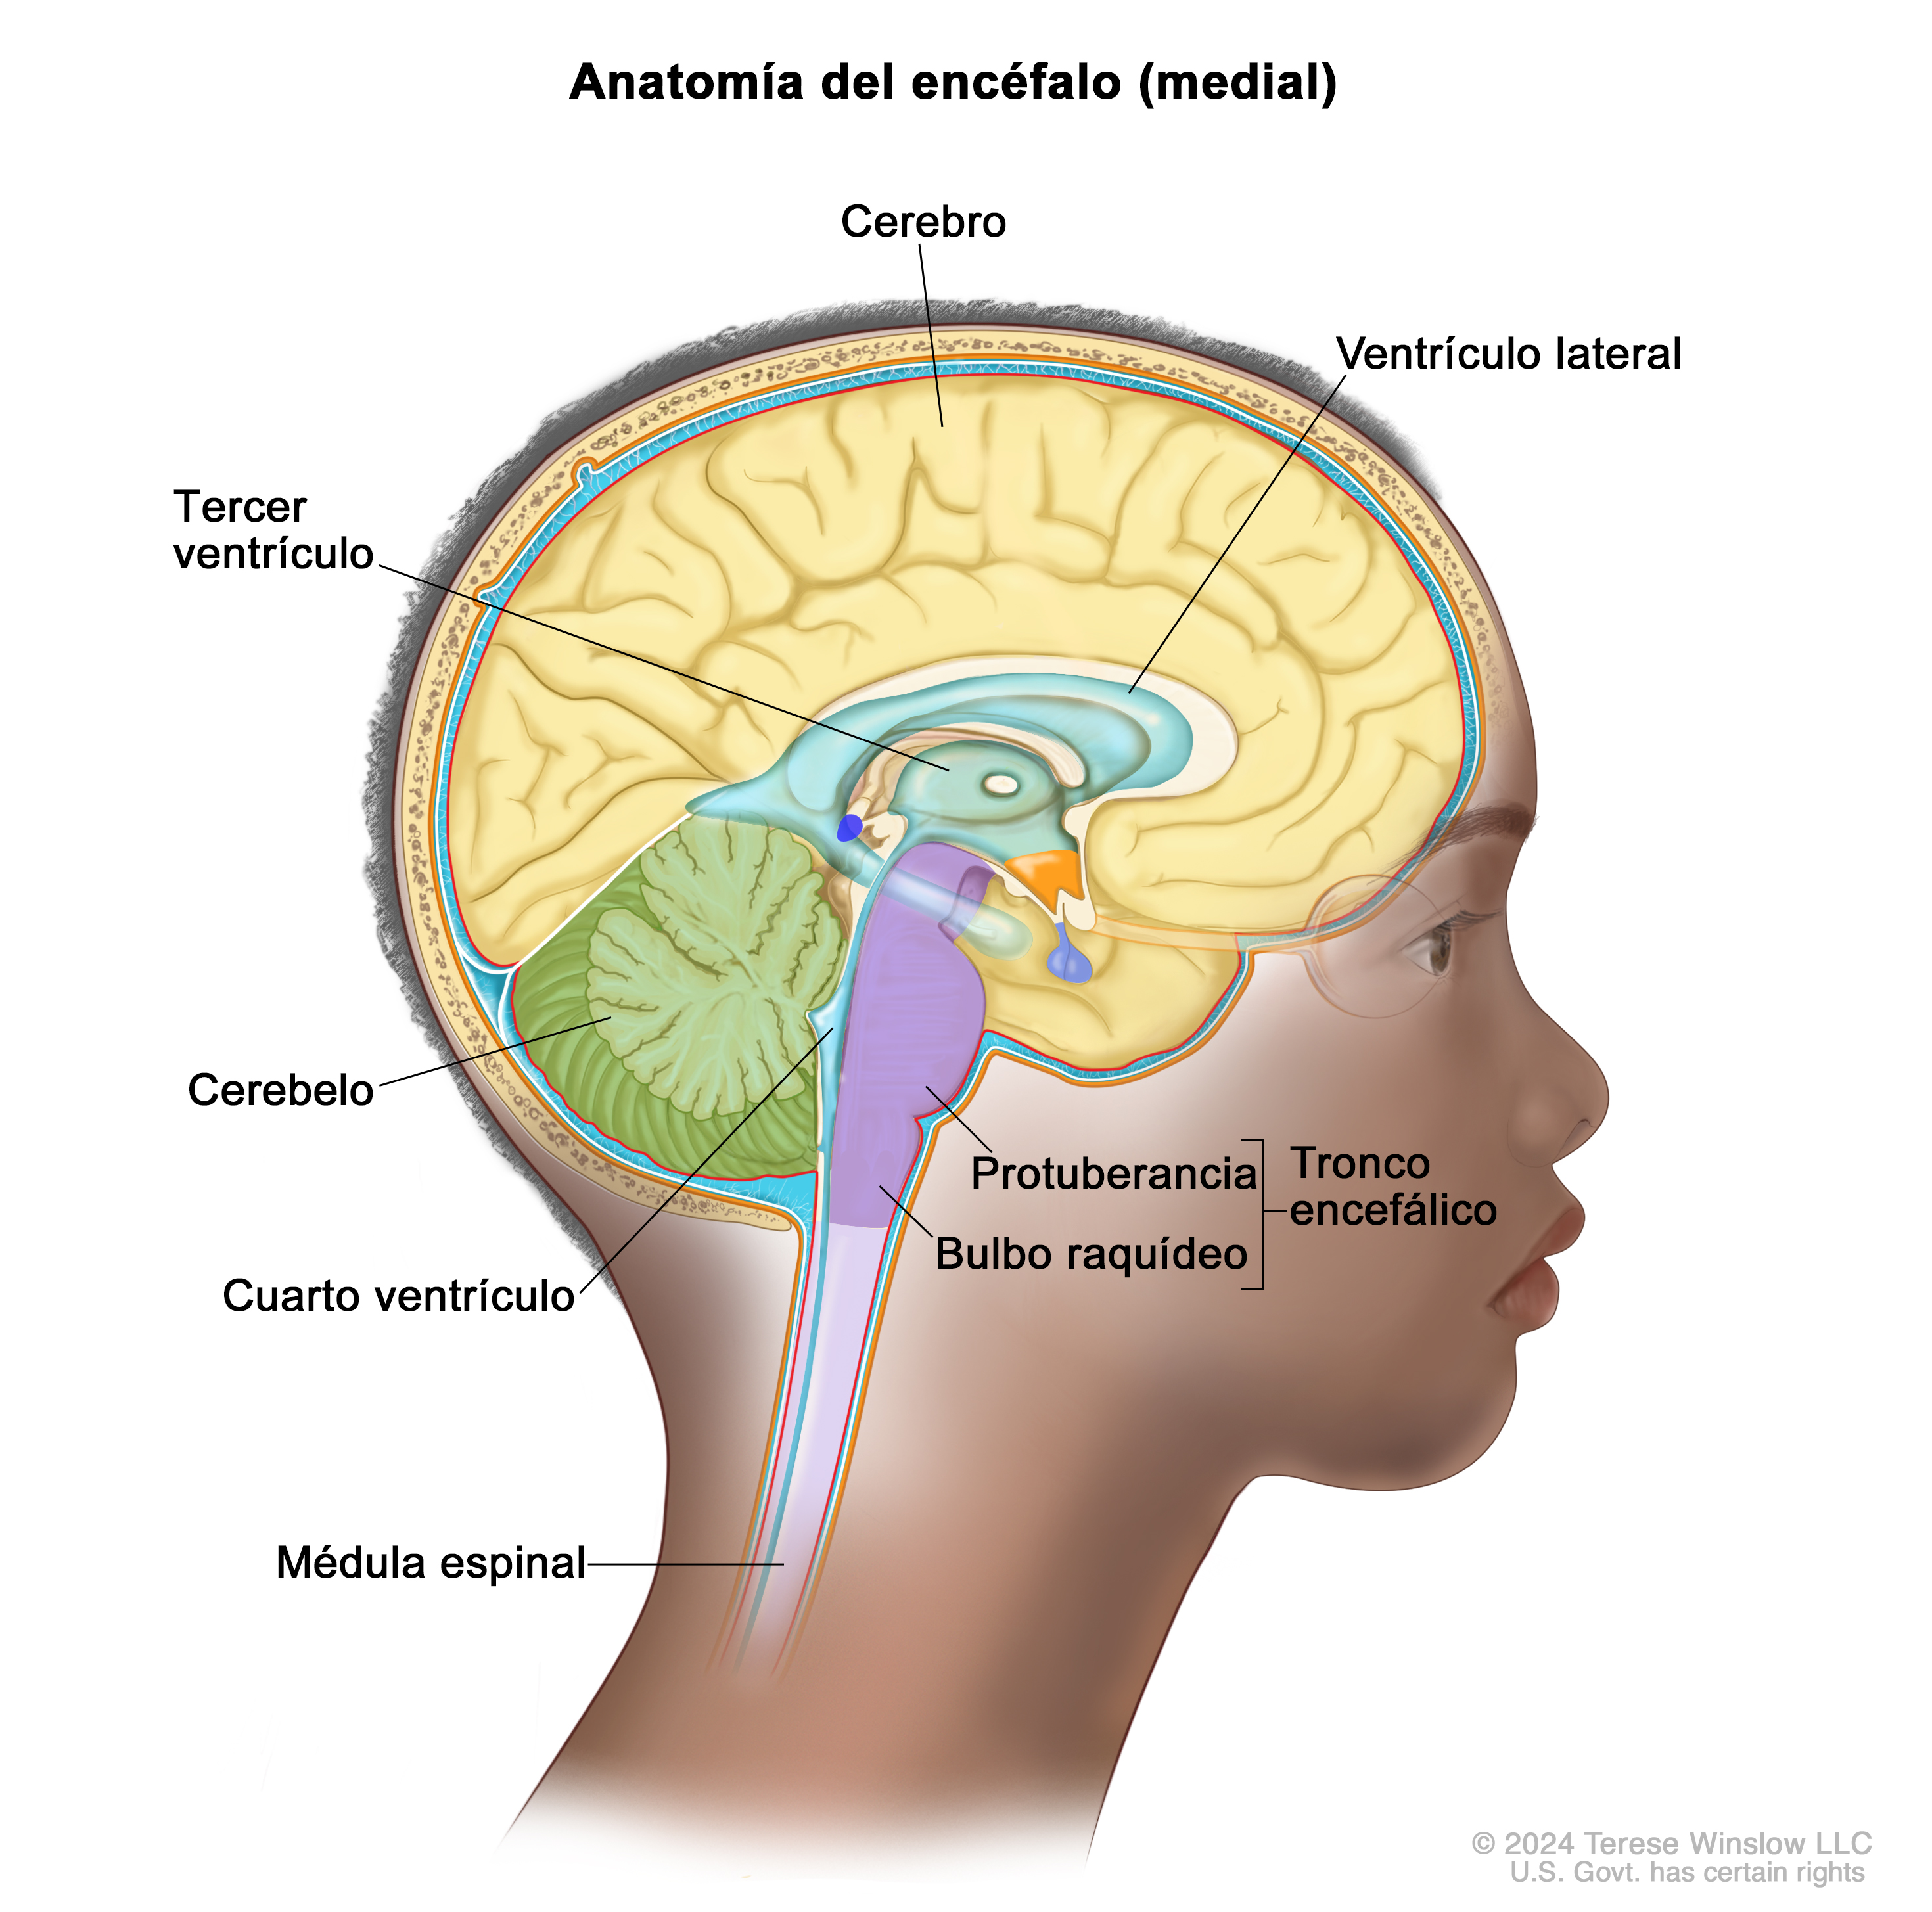 Anatomía del encéfalo (medial)
Cerebro
Ventrículo lateral
Tercer
ventrículo
Cerebelo
Protuberancia
Tronco
encefálico
Bulbo raquídeo
Cuarto ventrículo
Médula espinal
© 2024 Terese Winslow LLC
U.S. Govt. has certain rights